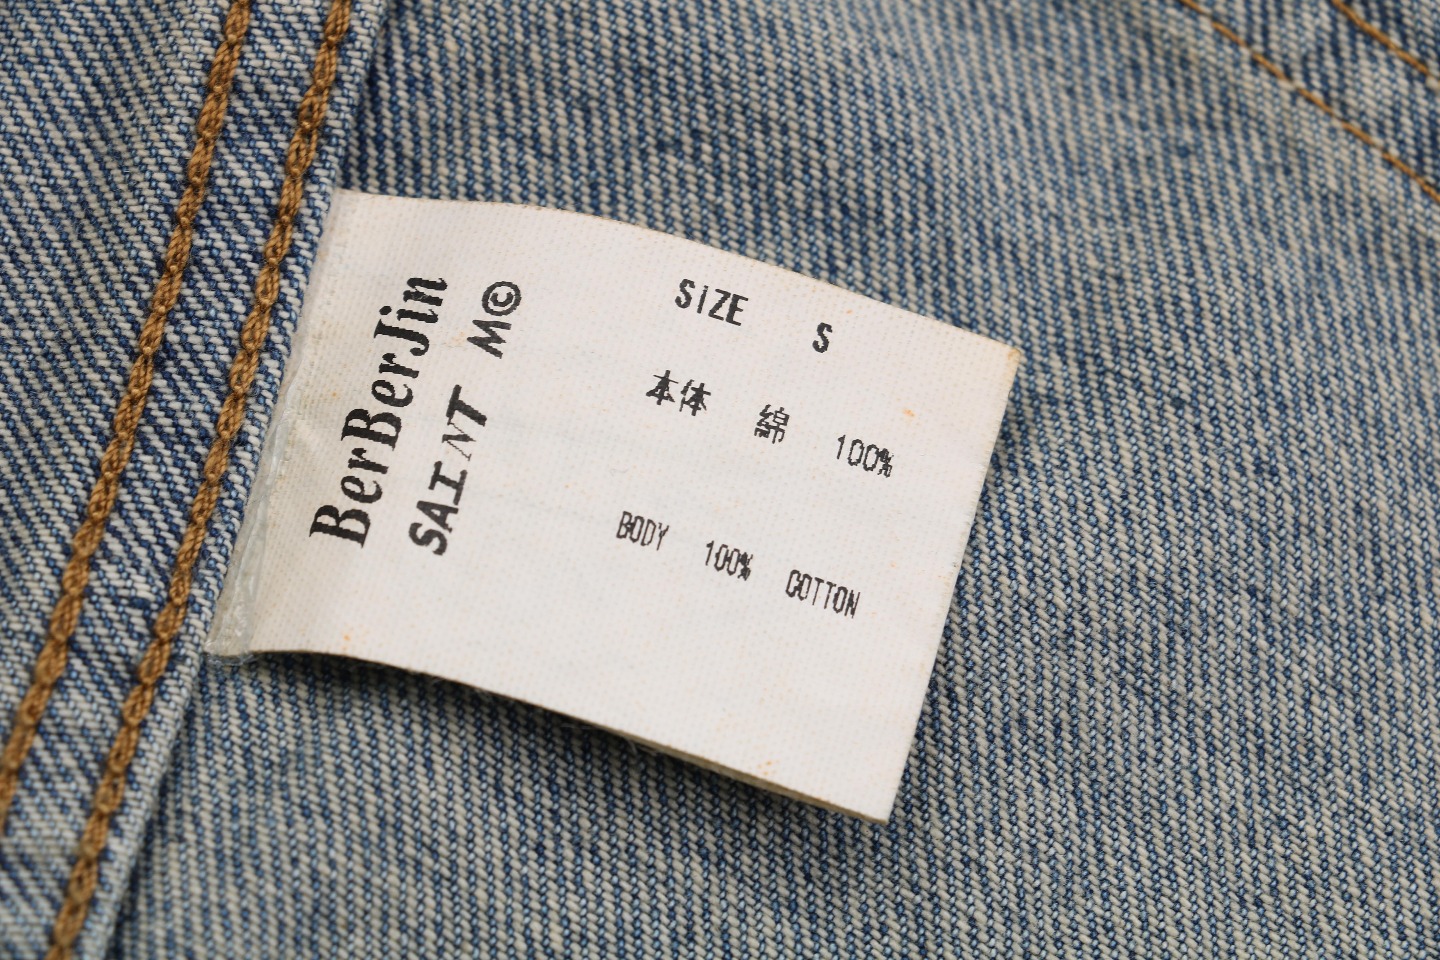 BerBerJin
SAINT M©
SIZE S
本体 綿 100%
BODY 100% COTTON